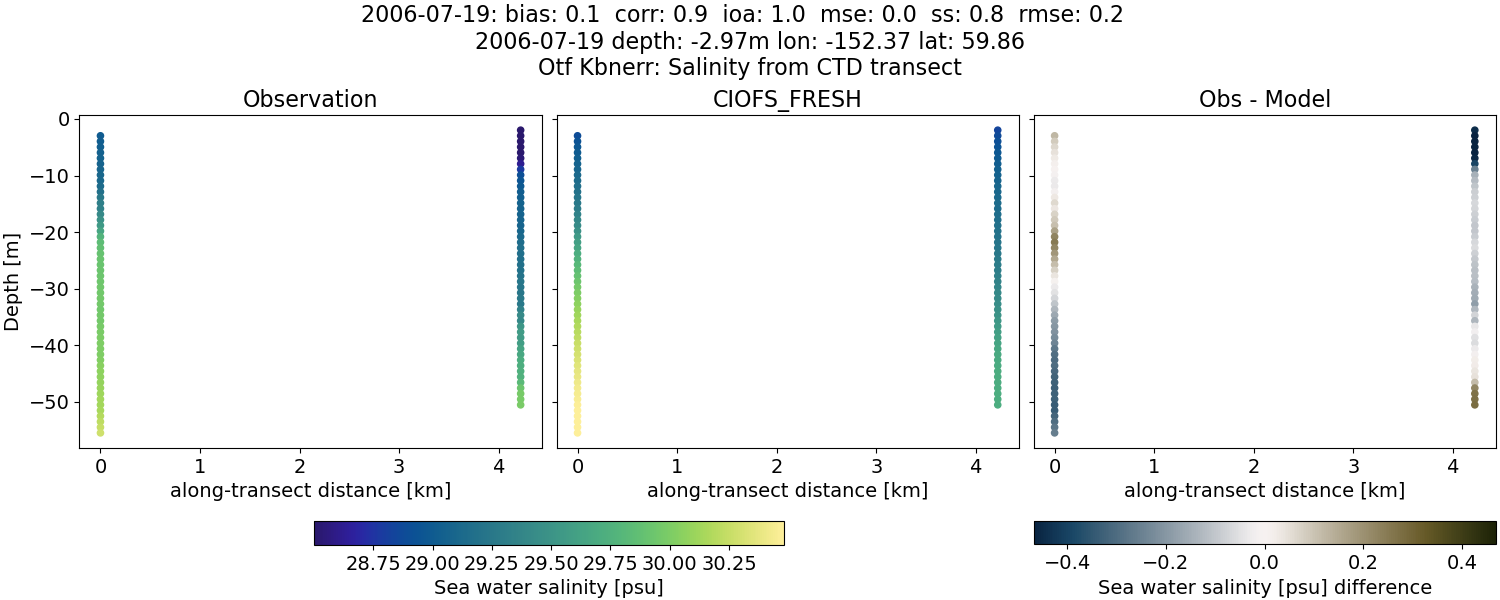 2006-07-19: bias: 0.1  corr: 0.9  ioa: 1.0  mse: 0.0  ss: 0.8  rmse: 0.2
2006-07-19 depth: -2.97m lon: -152.37 lat: 59.86
Otf Kbnerr: Salinity from CTD transect
Observation
CIOFS_FRESH
Obs - Model
Depth [m]
0
−10
−20
−30
−40
−50
0 1 2 3 4
0 1 2 3 4
0 1 2 3 4
along-transect distance [km]
along-transect distance [km]
along-transect distance [km]
28.75 29.00 29.25 29.50 29.75 30.00 30.25
Sea water salinity [psu]
−0.4 −0.2 0.0 0.2 0.4
Sea water salinity [psu] difference